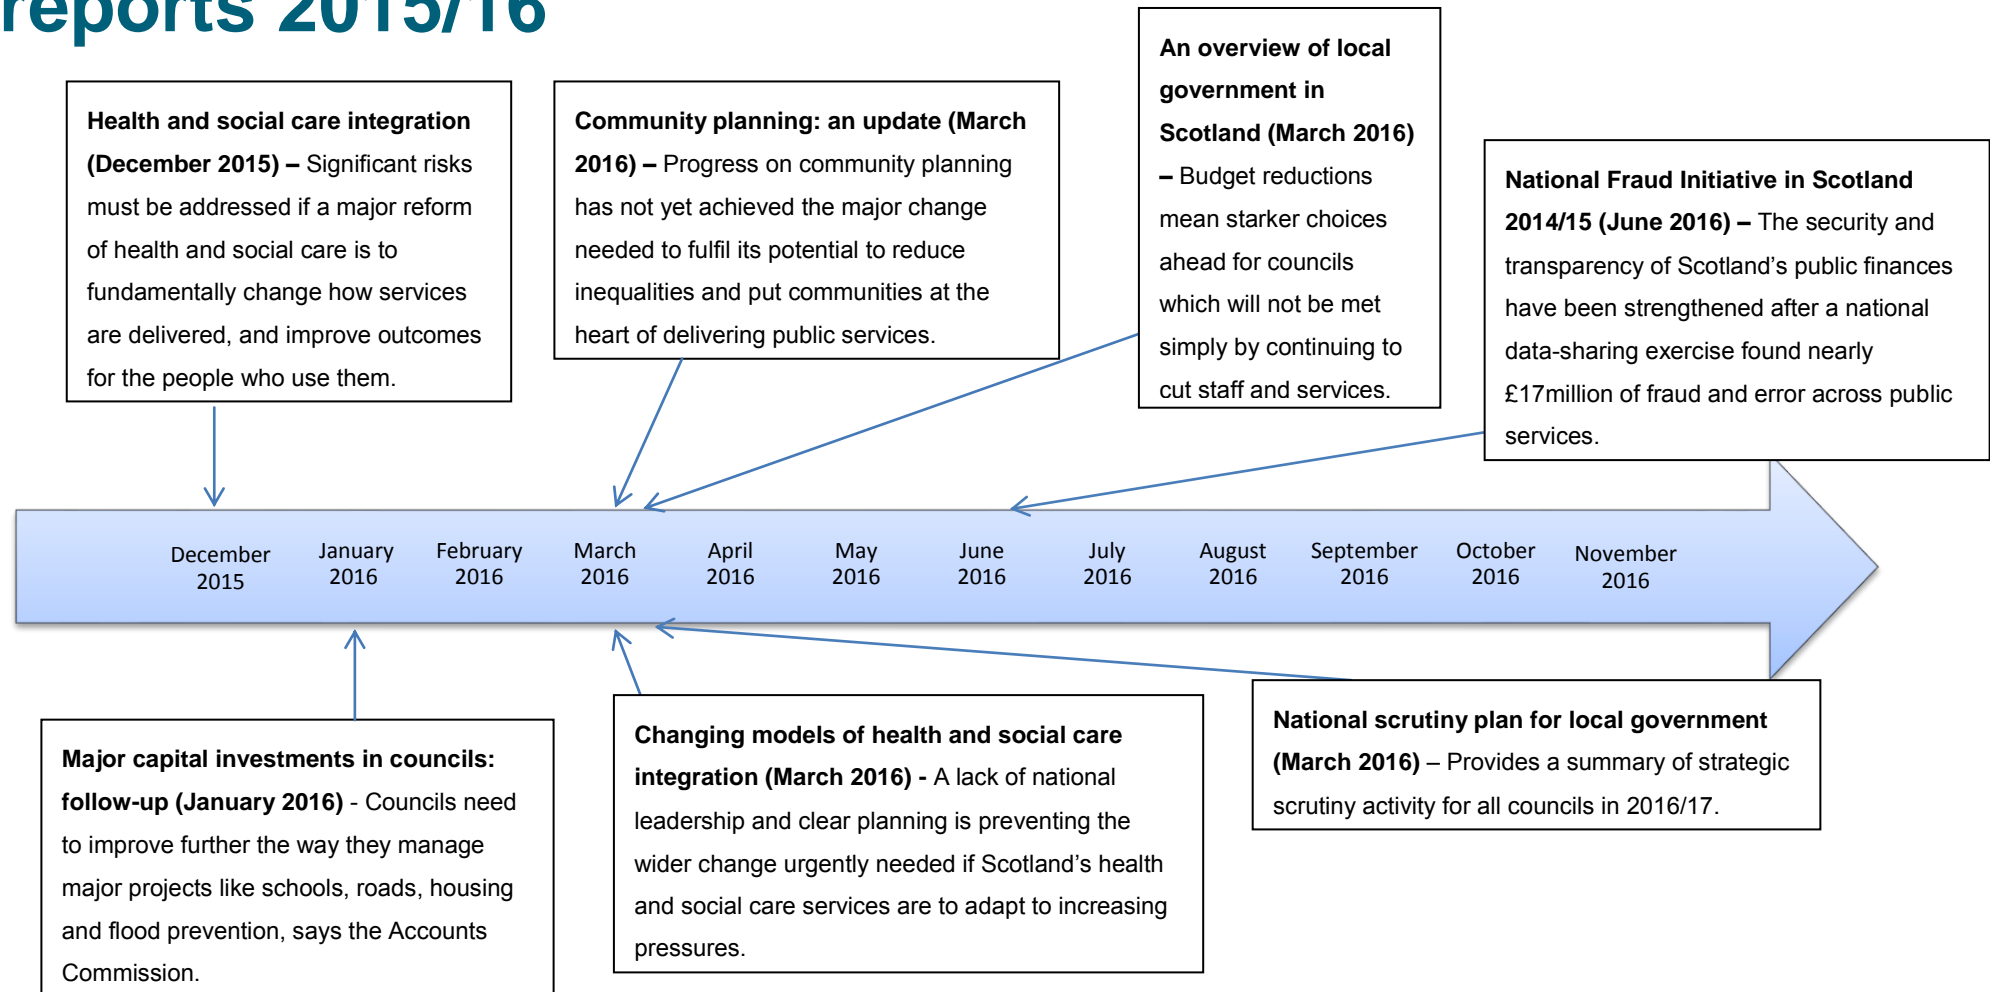 reports 2015/16
Health and social care integration
(December 2015) – Significant risks
must be addressed if a major reform
of health and social care is to
fundamentally change how services
are delivered, and improve outcomes
for the people who use them.
Community planning: an update (March
2016) – Progress on community planning
has not yet achieved the major change
needed to fulfil its potential to reduce
inequalities and put communities at the
heart of delivering public services.
An overview of local
government in
Scotland (March 2016)
– Budget reductions
mean starker choices
ahead for councils
which will not be met
simply by continuing to
cut staff and services.
National Fraud Initiative in Scotland
2014/15 (June 2016) – The security and
transparency of Scotland’s public finances
have been strengthened after a national
data-sharing exercise found nearly
£17million of fraud and error across public
services.
December
2015
January
2016
February
2016
March
2016
April
2016
May
2016
June
2016
July
2016
August
2016
September
2016
October
2016
November
2016
Major capital investments in councils:
follow-up (January 2016) - Councils need
to improve further the way they manage
major projects like schools, roads, housing
and flood prevention, says the Accounts
Commission.
Changing models of health and social care
integration (March 2016) - A lack of national
leadership and clear planning is preventing the
wider change urgently needed if Scotland’s health
and social care services are to adapt to increasing
pressures.
National scrutiny plan for local government
(March 2016) – Provides a summary of strategic
scrutiny activity for all councils in 2016/17.